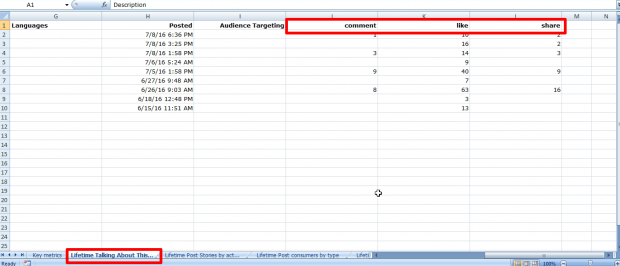 A1 fx Description
G H I J K L M N
1 Languages Posted Audience Targeting comment like share
2 7/8/16 6:36 PM
3 7/8/16 3:25 PM 16 2
4 7/8/16 1:58 PM 3 14 3
5 7/6/16 5:24 AM 9
6 7/5/16 1:58 PM 9 40 9
7 6/27/16 9:48 AM 7
8 6/26/16 9:03 AM 8 63 16
9 6/18/16 12:48 PM 3
10 6/15/16 11:51 AM 13
11
12
13
14
15
16
17
18
19
20
21
22
23
24
25
Key metrics Lifetime Talking About This... Lifetime Post Stories by act... Lifetime Post consumers by type Lifeti
Ready 100%